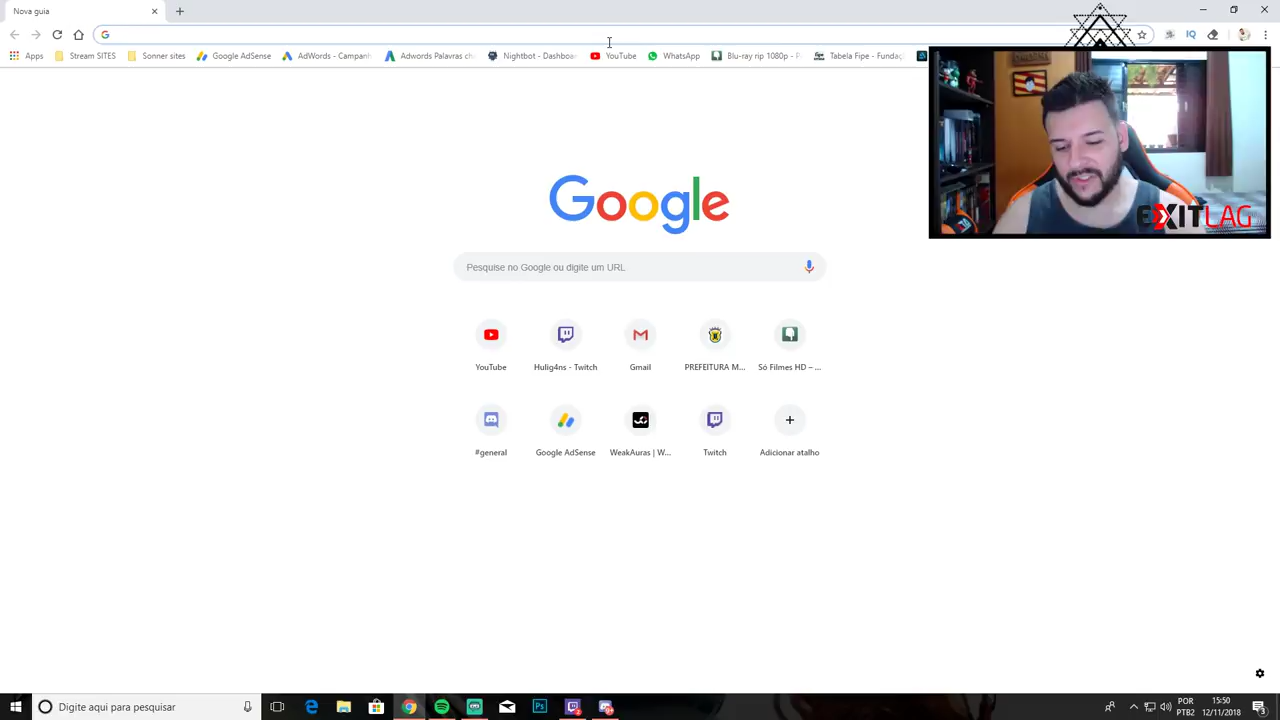 Nova guia
Apps
Stream SITES
Sonner sites
Google AdSense
AdWords - Campanh
Adwords Palavras ch
Nightbot - Dashboa
YouTube
WhatsApp
Blu-ray rip 1080p - P
Tabela Fipe - Fundaç
IQ
EXITLAG
Google
Pesquise no Google ou digite um URL
YouTube
Hulig4ns - Twitch
Gmail
PREFEITURA M...
Só Filmes HD – ...
#general
Google AdSense
WeakAuras | W...
Twitch
Adicionar atalho
Digite aqui para pesquisar
Ps
POR
PTB2
15:50
12/11/2018
3